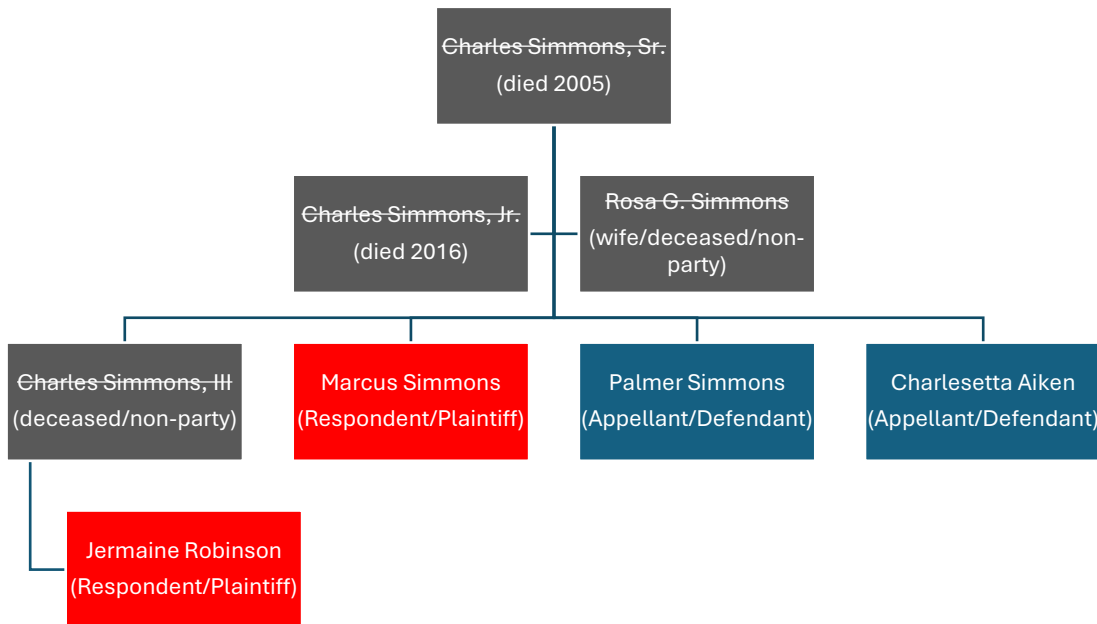 Charles Simmons, Sr.
(died 2005)
Charles Simmons, Jr.
(died 2016)
Rosa G. Simmons
(wife/deceased/non-
party)
Charles Simmons, III
(deceased/non-party)
Marcus Simmons
(Respondent/Plaintiff)
Palmer Simmons
(Appellant/Defendant)
Charlesetta Aiken
(Appellant/Defendant)
Jermaine Robinson
(Respondent/Plaintiff)